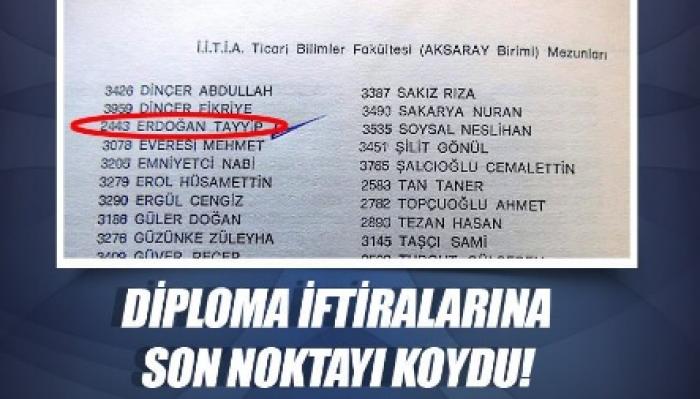 İ.İ.T.İ.A. Ticari Bilimler Fakültesi (AKSARAY Birimi) Mezunları
3426 DİNÇER ABDULLAH
3959 DİNÇER FİKRİYE
2443 ERDOĞAN TAYYİP
3078 EVEREŞİ MEHMET
3205 EMNİYETCİ NABİ
3279 EROL HÜSAMETTİN
3290 ERGÜL CENGİZ
3186 GÜLER DOĞAN
3276 GÜZÜNKE ZÜLEYHA
3409 GÜVER RECEP
3387 SAKIZ RIZA
3490 SAKARYA NURAN
3535 SOYSAL NESLİHAN
3451 ŞİLİT GÖNÜL
3765 ŞALCIOĞLU CEMALETTİN
2583 TAN TANER
2782 TOPÇUOĞLU AHMET
2893 TEZAN HASAN
3145 TAŞÇI SAMİ
DİPLOMA İFTİRALARINA
SON NOKTAYI KOYDU!